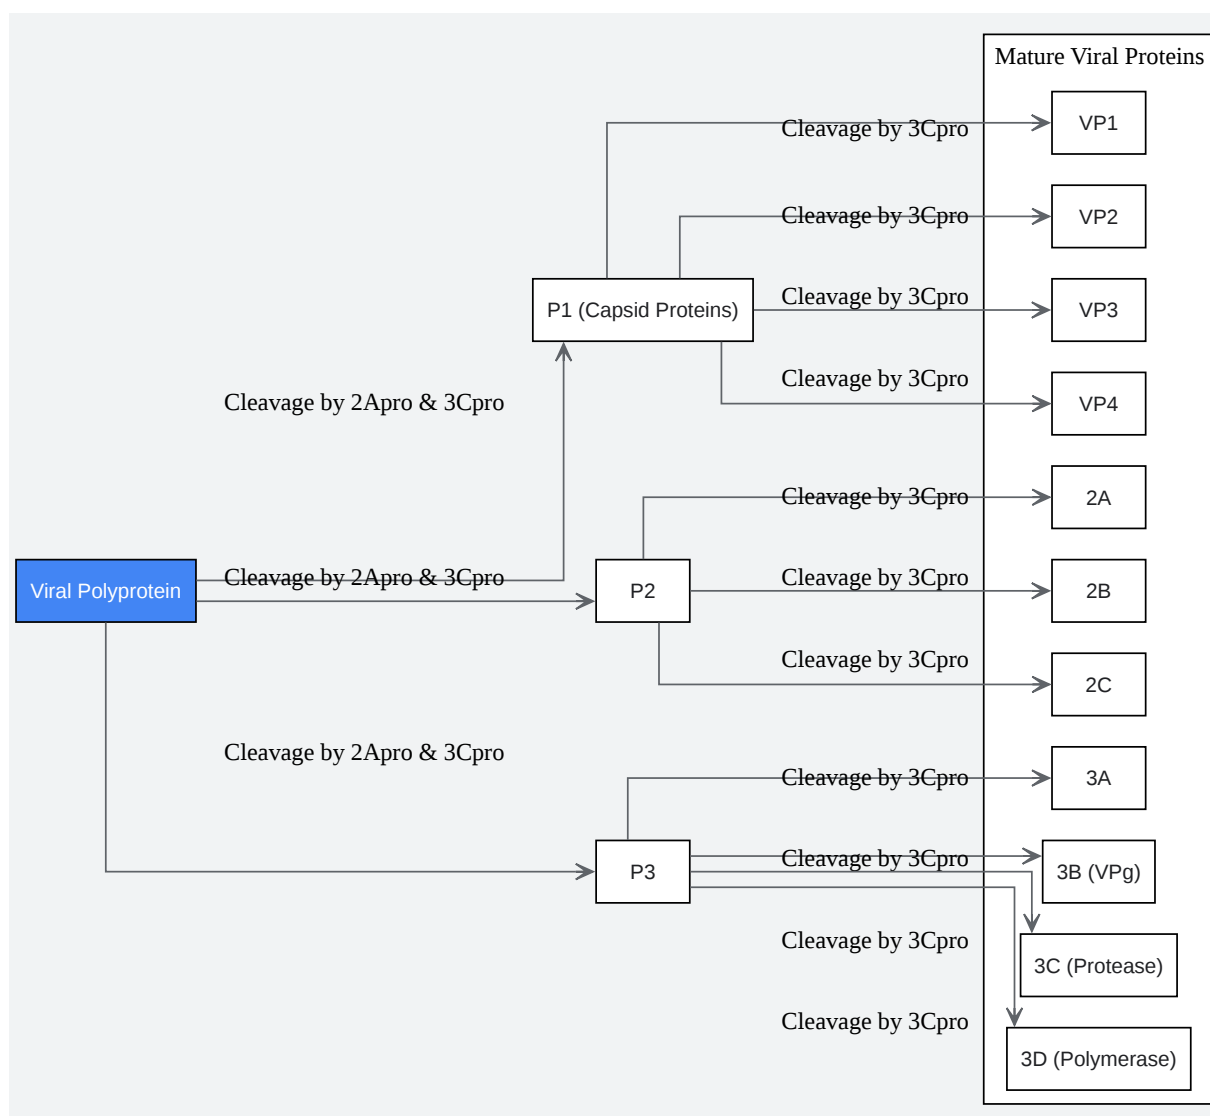 Mature Viral Proteins
Cleavage by 3Cpro
VP1
Cleavage by 3Cpro
VP2
P1 (Capsid Proteins)
Cleavage by 3Cpro
VP3
Cleavage by 2Apro & 3Cpro
Cleavage by 3Cpro
VP4
Cleavage by 3Cpro
2A
Viral Polyprotein
Cleavage by 2Apro & 3Cpro
P2
Cleavage by 3Cpro
2B
Cleavage by 3Cpro
2C
Cleavage by 2Apro & 3Cpro
Cleavage by 3Cpro
3A
P3
Cleavage by 3Cpro
3B (VPg)
Cleavage by 3Cpro
3C (Protease)
Cleavage by 3Cpro
3D (Polymerase)